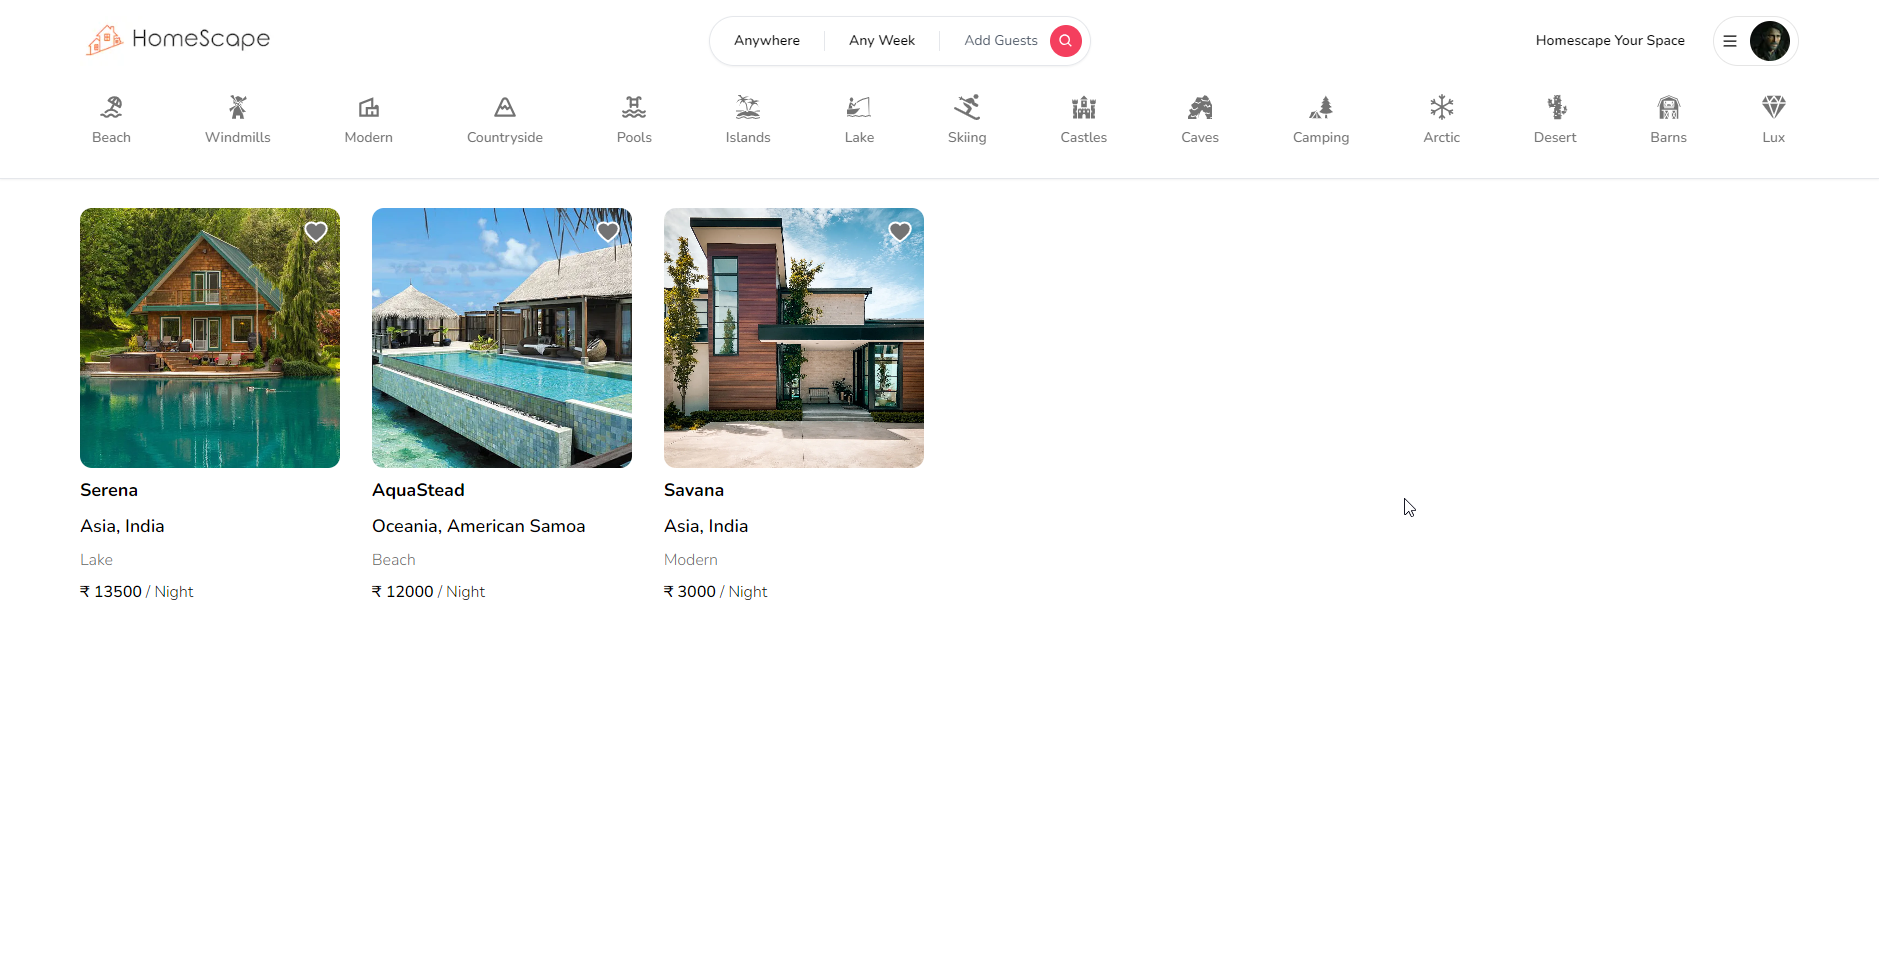 HomeScape
Anywhere
Any Week
Add Guests
Homescape Your Space
Beach
Windmills
Modern
Countryside
Pools
Islands
Lake
Skiing
Castles
Caves
Camping
Arctic
Desert
Barns
Lux
Serena
Asia, India
Lake
₹ 13500 / Night
AquaStead
Oceania, American Samoa
Beach
₹ 12000 / Night
Savana
Asia, India
Modern
₹ 3000 / Night